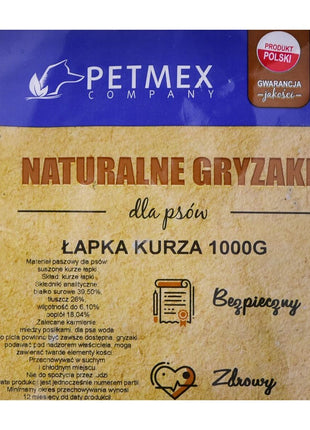 PETMEX
COMPANY
PRODUKT
POLSKI
GWARANCJA
jakości
NATURALNE GRYZAKI
dla psów
ŁAPKA KURZA 1000G
Materiał paszowy dla psów
suszone kurze łapki
Skład: kurze łapki
Składniki analityczne:
białko surowe 39,50%
tłuszcz 26%
wilgotność do 6,10%
popiół 18,04%
Zalecane karmienie:
między posiłkami, dla psa woda
do picia powinna być zawsze dostępna, gryzaki
podawać pod nadzorem właściciela, mogą
zawierać twarde elementy kości.
Przechowywać w suchym
i chłodnym miejscu
Nie do spożycia przez ludzi
Data produkcji jest jednocześnie numerem partii
Minimalny okres przechowywania wynosi
12 miesięcy od daty produkcji
Bezpieczny
Zdrowy